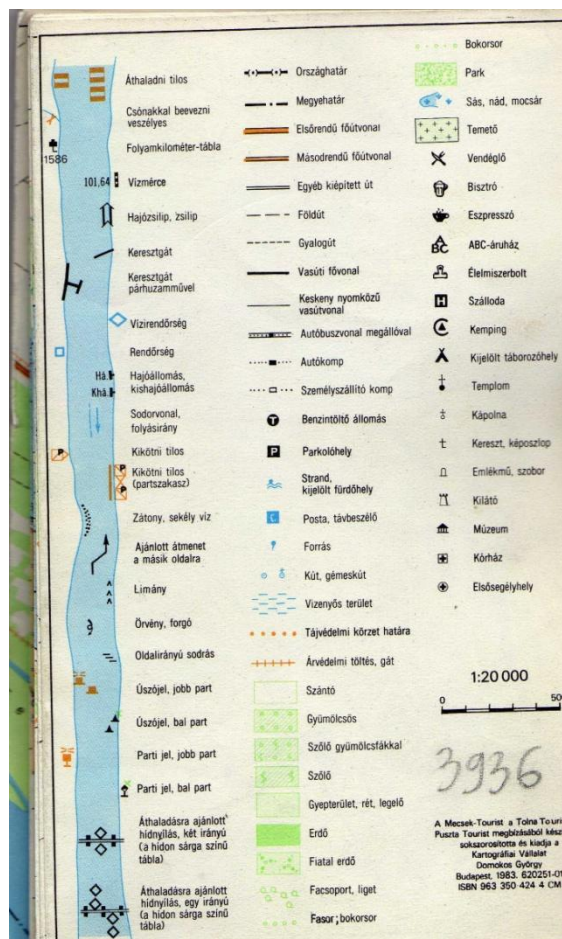 Áthaladni tilos
Csónakkal beevezni
veszélyes
Folyamkilométer-tábla
1586
101,64
Vízmérce
Hajózsilip, zsilip
Keresztgát
Keresztgát
párhuzamművel
Vízirendőrség
Rendőrség
Há.
Khá.
Hajóállomás,
kishajóállomás
Sodorvonal,
folyásirány
P
Kikötni tilos
P
P
Kikötni tilos
(partszakasz)
Zátony, sekély víz
Ajánlott átmenet
a másik oldalra
Limány
Örvény, forgó
Oldalirányú sodrás
Úszójel, jobb part
Úszójel, bal part
Parti jel, jobb part
Parti jel, bal part
Áthaladásra ajánlott
hídnyílás, két irányú
(a hídon sárga színű
tábla)
Áthaladásra ajánlott
hídnyílás, egy irányú
(a hídon sárga színű
tábla)
Országhatár
Megyehatár
Elsőrendű főútvonal
Másodrendű főútvonal
Egyéb kiépített út
Földút
Gyalogút
Vasúti fővonal
Keskeny nyomközű
vasútvonal
Autóbuszvonal megállóval
Autókomp
Személyszállító komp
T
Benzintöltő állomás
P
Parkolóhely
Strand,
kijelölt fürdőhely
Posta, távbeszélő
Forrás
Kút, gémeskút
Vizenyős terület
Tájvédelmi körzet határa
Árvédelmi töltés, gát
Szántó
Gyümölcsös
Szőlő gyümölcsfákkal
Szőlő
Gyepterület, rét, legelő
Erdő
Fiatal erdő
Facsoport, liget
Fasor; bokorsor
Bokorsor
Park
Sás, nád, mocsár
Temető
Vendéglő
Bisztró
Eszpresszó
ABC
ABC-áruház
Élelmiszerbolt
H
Szálloda
Kemping
Kijelölt táborozóhely
Templom
Kápolna
Kereszt, képoszlop
Emlékmű, szobor
Kilátó
Múzeum
Kórház
Elsősegélyhely
1:20 000
0
3936
A Mecsek-Tourist a Tolna
Puszta Tourist megbízásából
sokszorosította és kiadja a
Kartográfiai Vállalat
Domokos György
Budapest, 1983. 620251-01
ISBN 963 350 424 4 CM